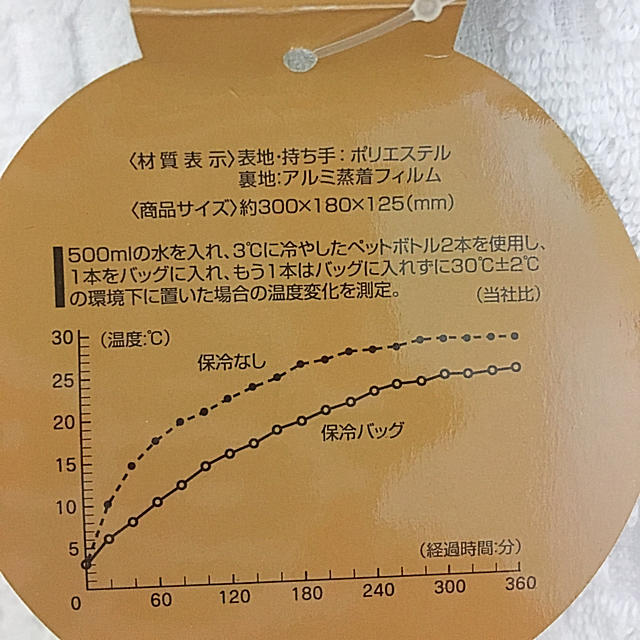 〈材質表示〉表地・持ち手：ポリエステル
裏地：アルミ蒸着フィルム
〈商品サイズ〉約300×180×125(mm)
500mlの水を入れ、3℃に冷やしたペットボトル2本を使用し、
1本をバッグに入れ、もう1本はバッグに入れずに30℃±2℃
の環境下に置いた場合の温度変化を測定。 （当社比）
30 （温度:℃）
保冷なし
25
20
保冷バッグ
15
10
5
（経過時間:分）
0 60 120 180 240 300 360